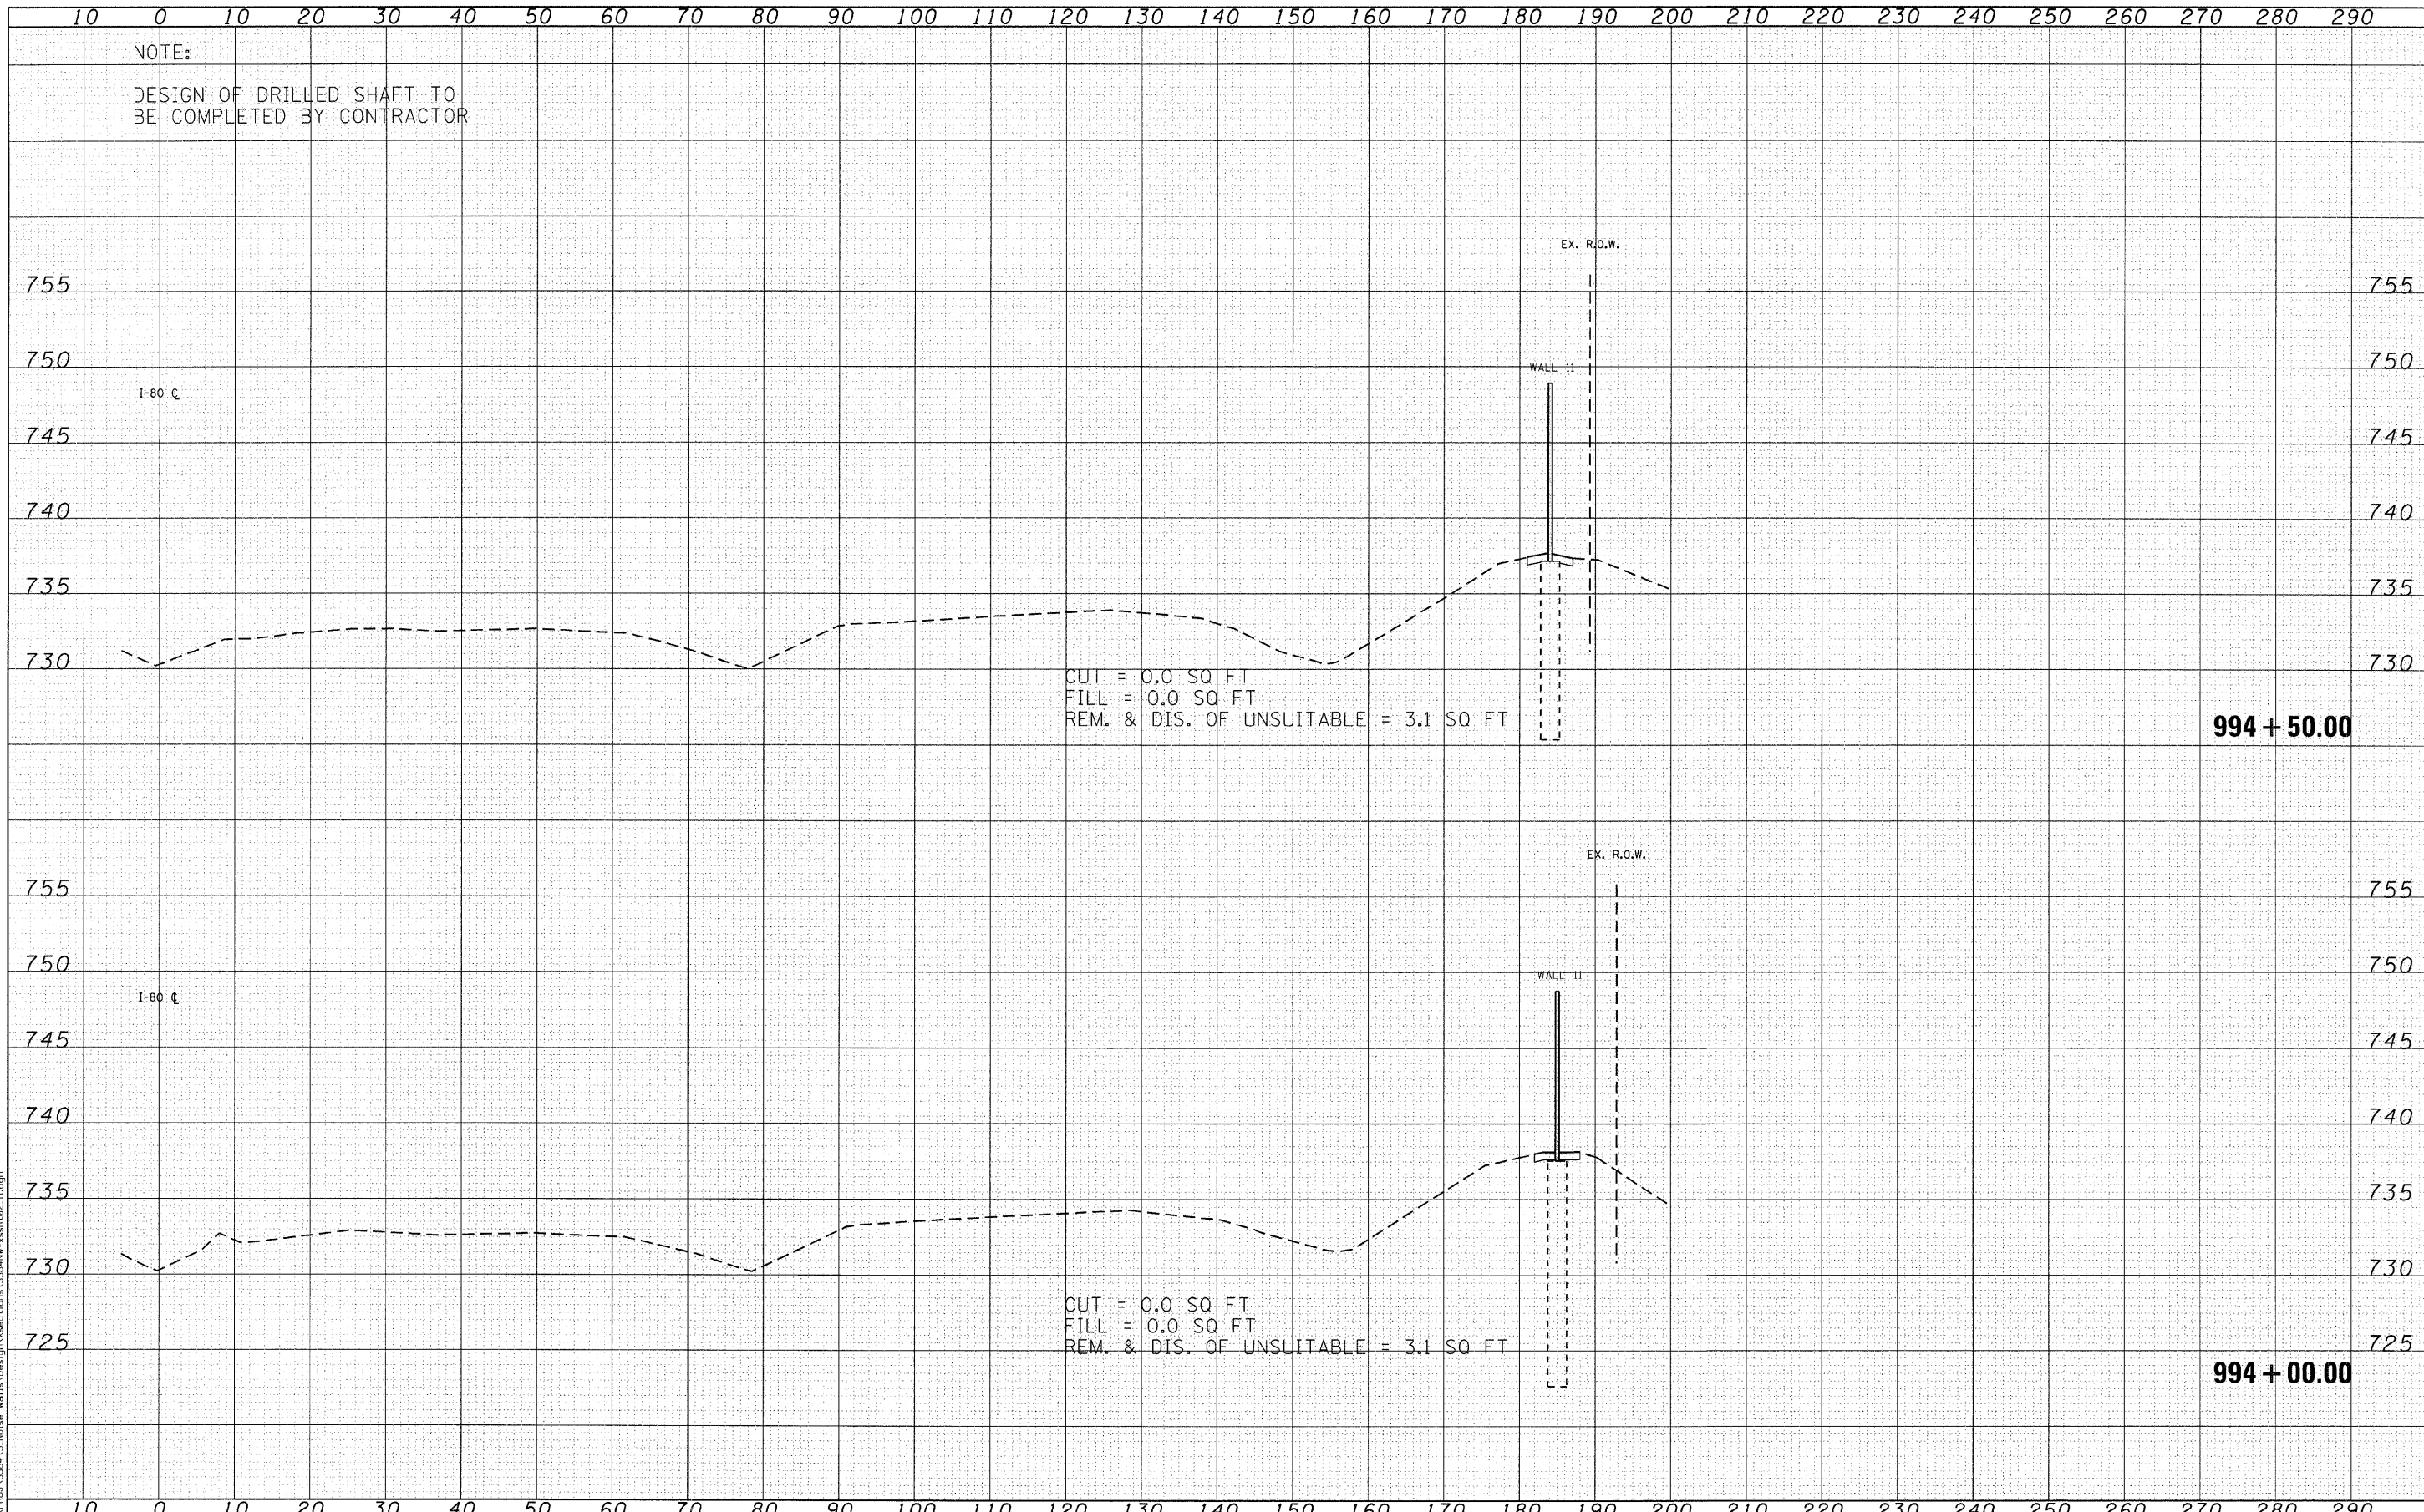 10 0 10 20 30 40 50 60 70 80 90 100 110 120 130 140 150 160 170 180 190 200 210 220 230 240 250 260 270 280 290
NOTE:
DESIGN OF DRILLED SHAFT TO
BE COMPLETED BY CONTRACTOR
EX. R.O.W.
755 755
750 WALL 11 750
I-80 ℄
745 745
740 740
735 735
730 730
CUT = 0.0 SQ FT
FILL = 0.0 SQ FT
REM. & DIS. OF UNSUITABLE = 3.1 SQ FT
994+50.00
EX. R.O.W.
755 755
750 WALL 11 750
I-80 ℄
745 745
740 740
735 735
730 730
CUT = 0.0 SQ FT
FILL = 0.0 SQ FT
725 REM. & DIS. OF UNSUITABLE = 3.1 SQ FT 725
994+00.00
10 0 10 20 30 40 50 60 70 80 90 100 110 120 130 140 150 160 170 180 190 200 210 220 230 240 250 260 270 280 290